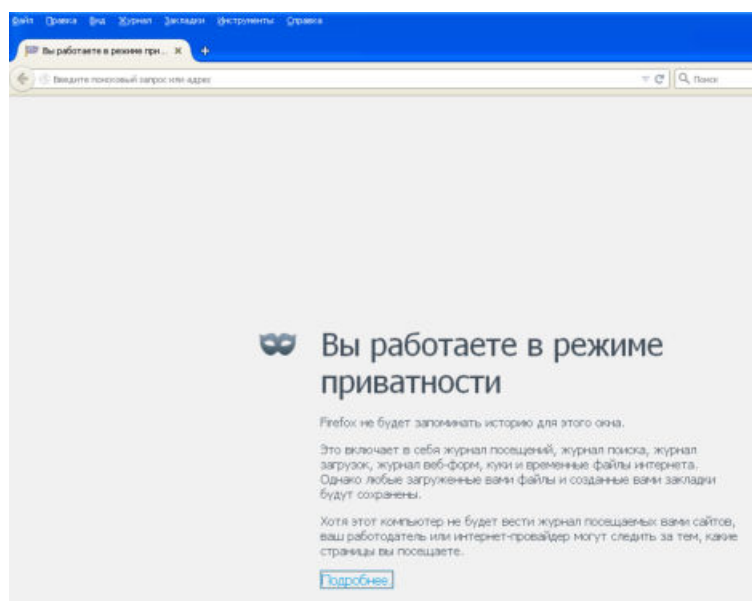 Файл Правка Вид Журнал Закладки Инструменты Справка
Вы работаете в режиме при... × +
Введите поисковый запрос или адрес
Поиск
Вы работаете в режиме
приватности
Firefox не будет запоминать историю для этого окна.
Это включает в себя журнал посещений, журнал поиска, журнал
загрузок, журнал веб-форм, куки и временные файлы интернета.
Однако любые загруженные вами файлы и созданные вами закладки
будут сохранены.
Хотя этот компьютер не будет вести журнал посещаемых вами сайтов,
ваш работодатель или интернет-провайдер могут следить за тем, какие
страницы вы посещаете.
Подробнее.